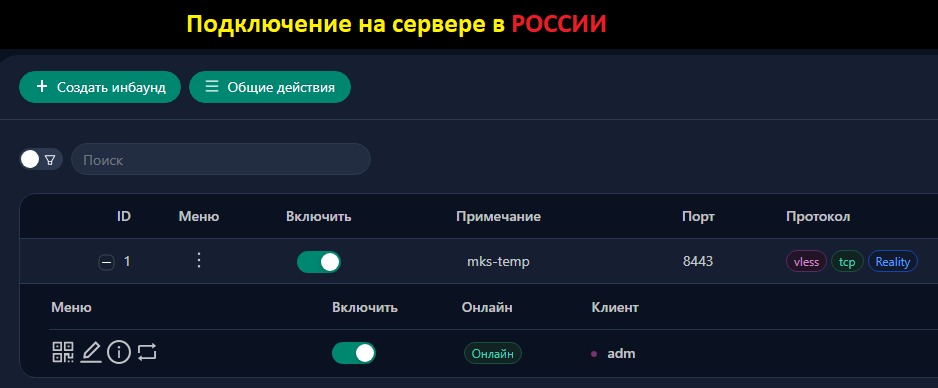 Подключение на сервере в РОССИИ
Создать инбаунд Общие действия
Поиск
ID Меню Включить Примечание Порт Протокол
1 mks-temp 8443 vless tcp Reality
Меню Включить Онлайн Клиент
Онлайн adm